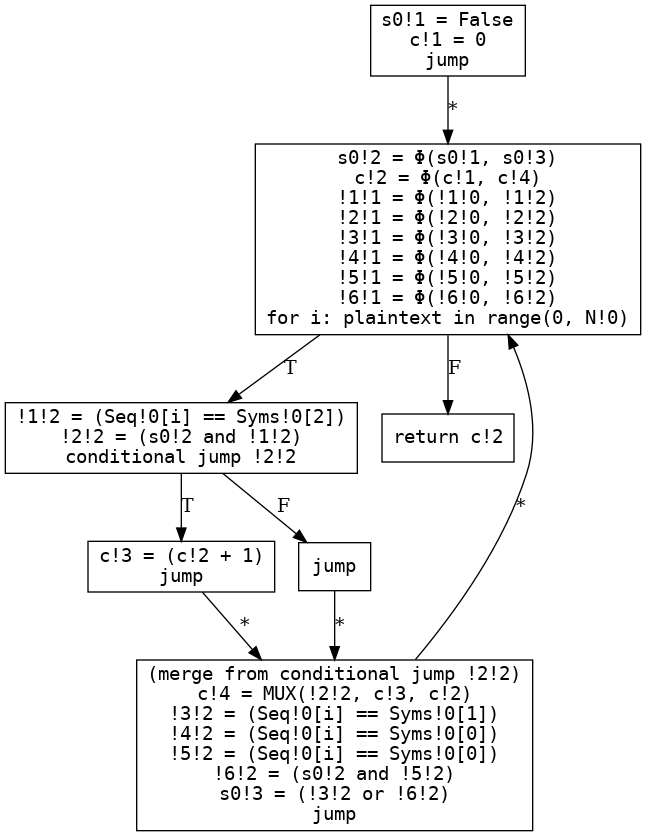 s0!1 = False
c!1 = 0
jump
*
s0!2 = Φ(s0!1, s0!3)
c!2 = Φ(c!1, c!4)
!1!1 = Φ(!1!0, !1!2)
!2!1 = Φ(!2!0, !2!2)
!3!1 = Φ(!3!0, !3!2)
!4!1 = Φ(!4!0, !4!2)
!5!1 = Φ(!5!0, !5!2)
!6!1 = Φ(!6!0, !6!2)
for i: plaintext in range(0, N!0)
T
F
!1!2 = (Seq!0[i] == Syms!0[2])
!2!2 = (s0!2 and !1!2)
conditional jump !2!2
return c!2
T
F
*
c!3 = (c!2 + 1)
jump
jump
*
*
(merge from conditional jump !2!2)
c!4 = MUX(!2!2, c!3, c!2)
!3!2 = (Seq!0[i] == Syms!0[1])
!4!2 = (Seq!0[i] == Syms!0[0])
!5!2 = (Seq!0[i] == Syms!0[0])
!6!2 = (s0!2 and !5!2)
s0!3 = (!3!2 or !6!2)
jump